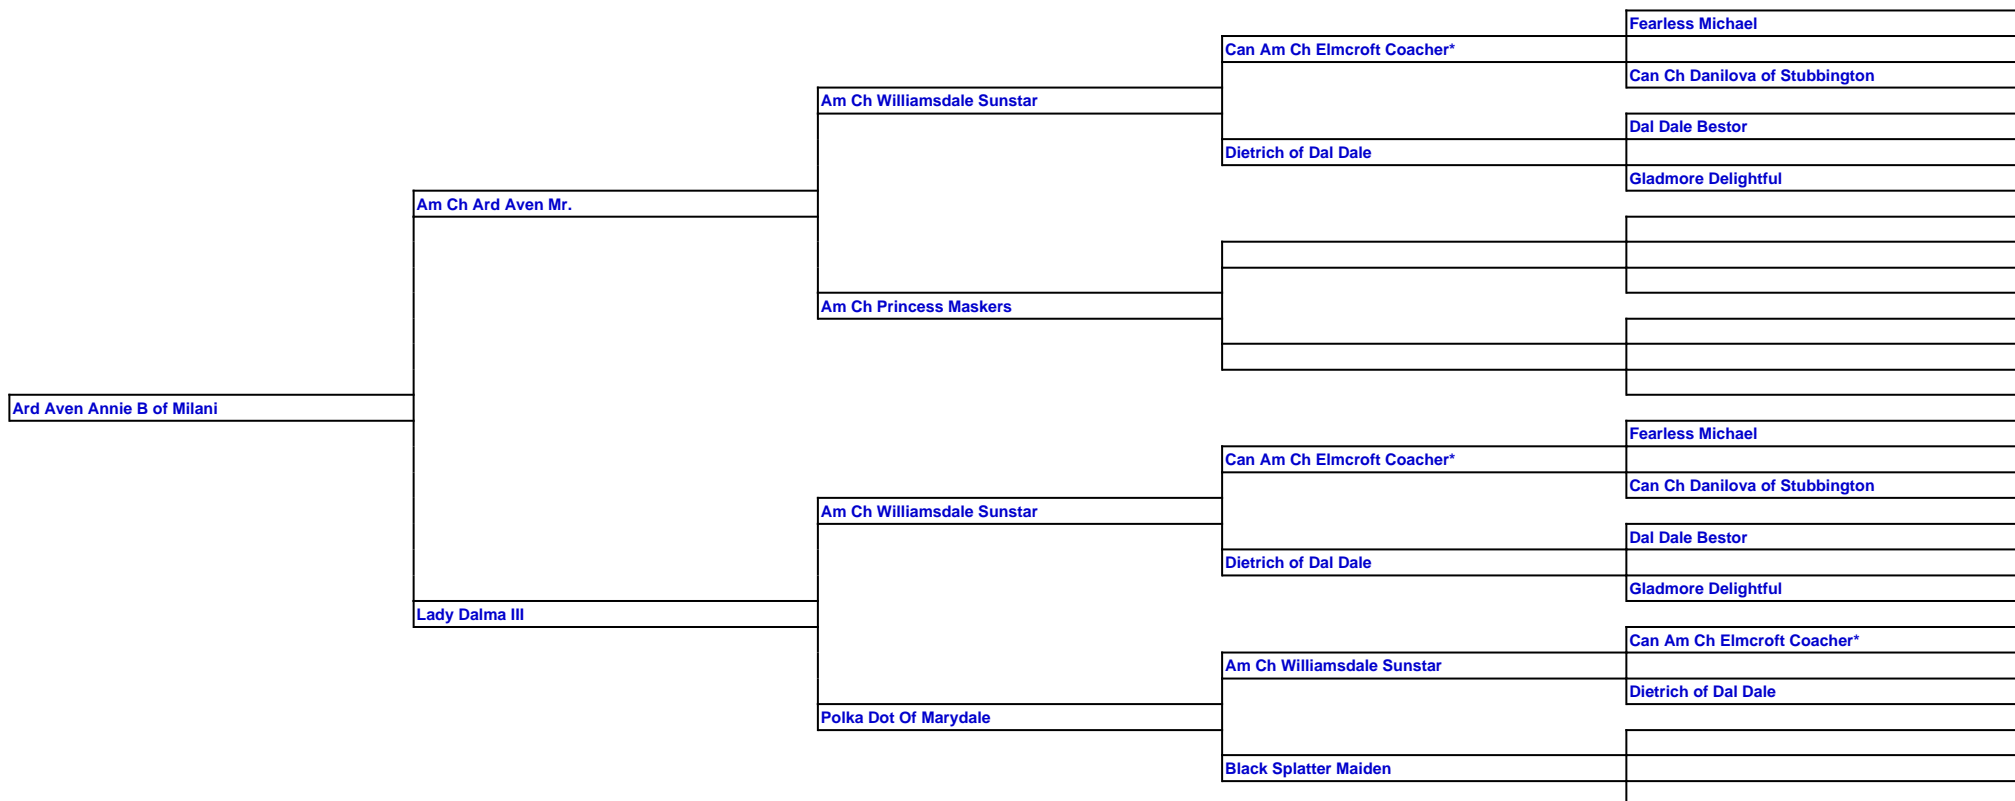 Fearless Michael
Can Am Ch Elmcroft Coacher*
Can Ch Danilova of Stubbington
Am Ch Williamsdale Sunstar
Dal Dale Bestor
Dietrich of Dal Dale
Gladmore Delightful
Am Ch Ard Aven Mr.
Am Ch Princess Maskers
Ard Aven Annie B of Milani
Fearless Michael
Can Am Ch Elmcroft Coacher*
Can Ch Danilova of Stubbington
Am Ch Williamsdale Sunstar
Dal Dale Bestor
Dietrich of Dal Dale
Gladmore Delightful
Lady Dalma III
Can Am Ch Elmcroft Coacher*
Am Ch Williamsdale Sunstar
Dietrich of Dal Dale
Polka Dot Of Marydale
Black Splatter Maiden